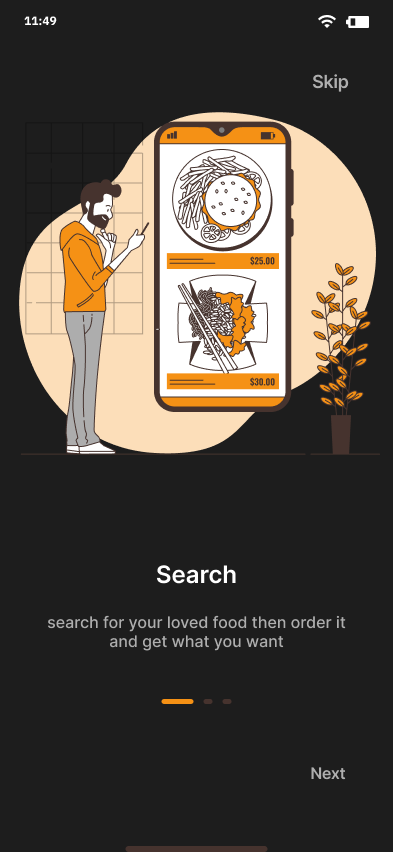 11:49
Skip
$25.00
$30.00
Search
search for your loved food then order it
and get what you want
Next